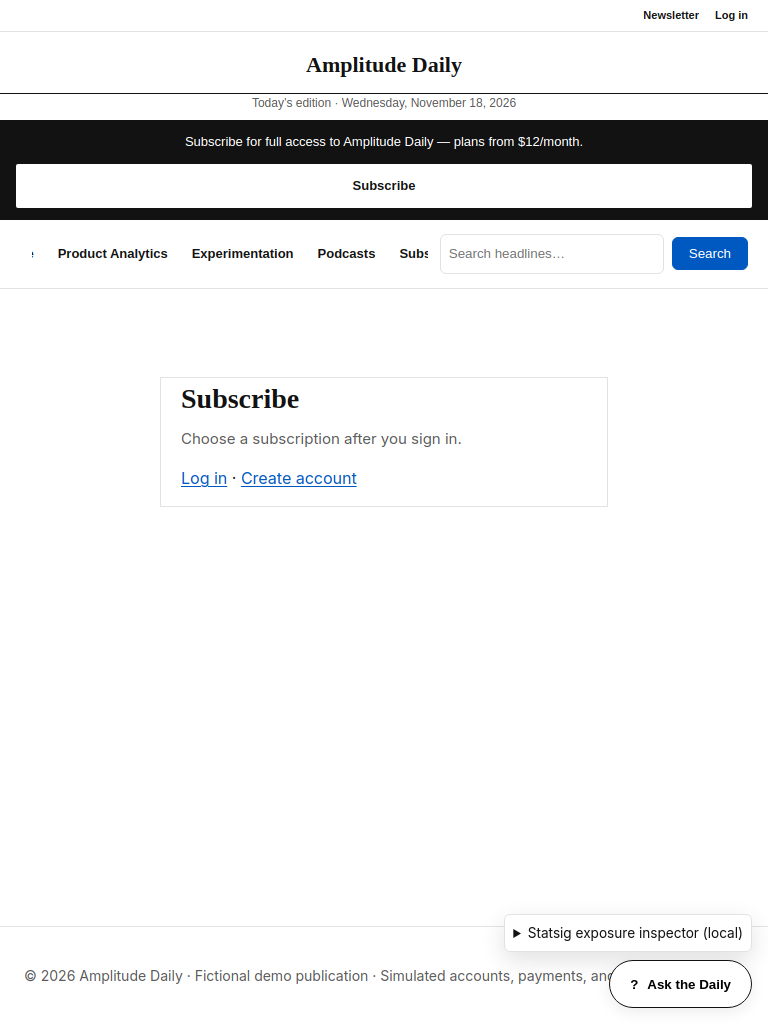 Newsletter Log in
Amplitude Daily
Today's edition · Wednesday, November 18, 2026
Subscribe for full access to Amplitude Daily — plans from $12/month.
Subscribe
Product Analytics Experimentation Podcasts Subs Search headlines… Search
Subscribe
Choose a subscription after you sign in.
Log in · Create account
▶ Statsig exposure inspector (local)
© 2026 Amplitude Daily · Fictional demo publication · Simulated accounts, payments, and
? Ask the Daily